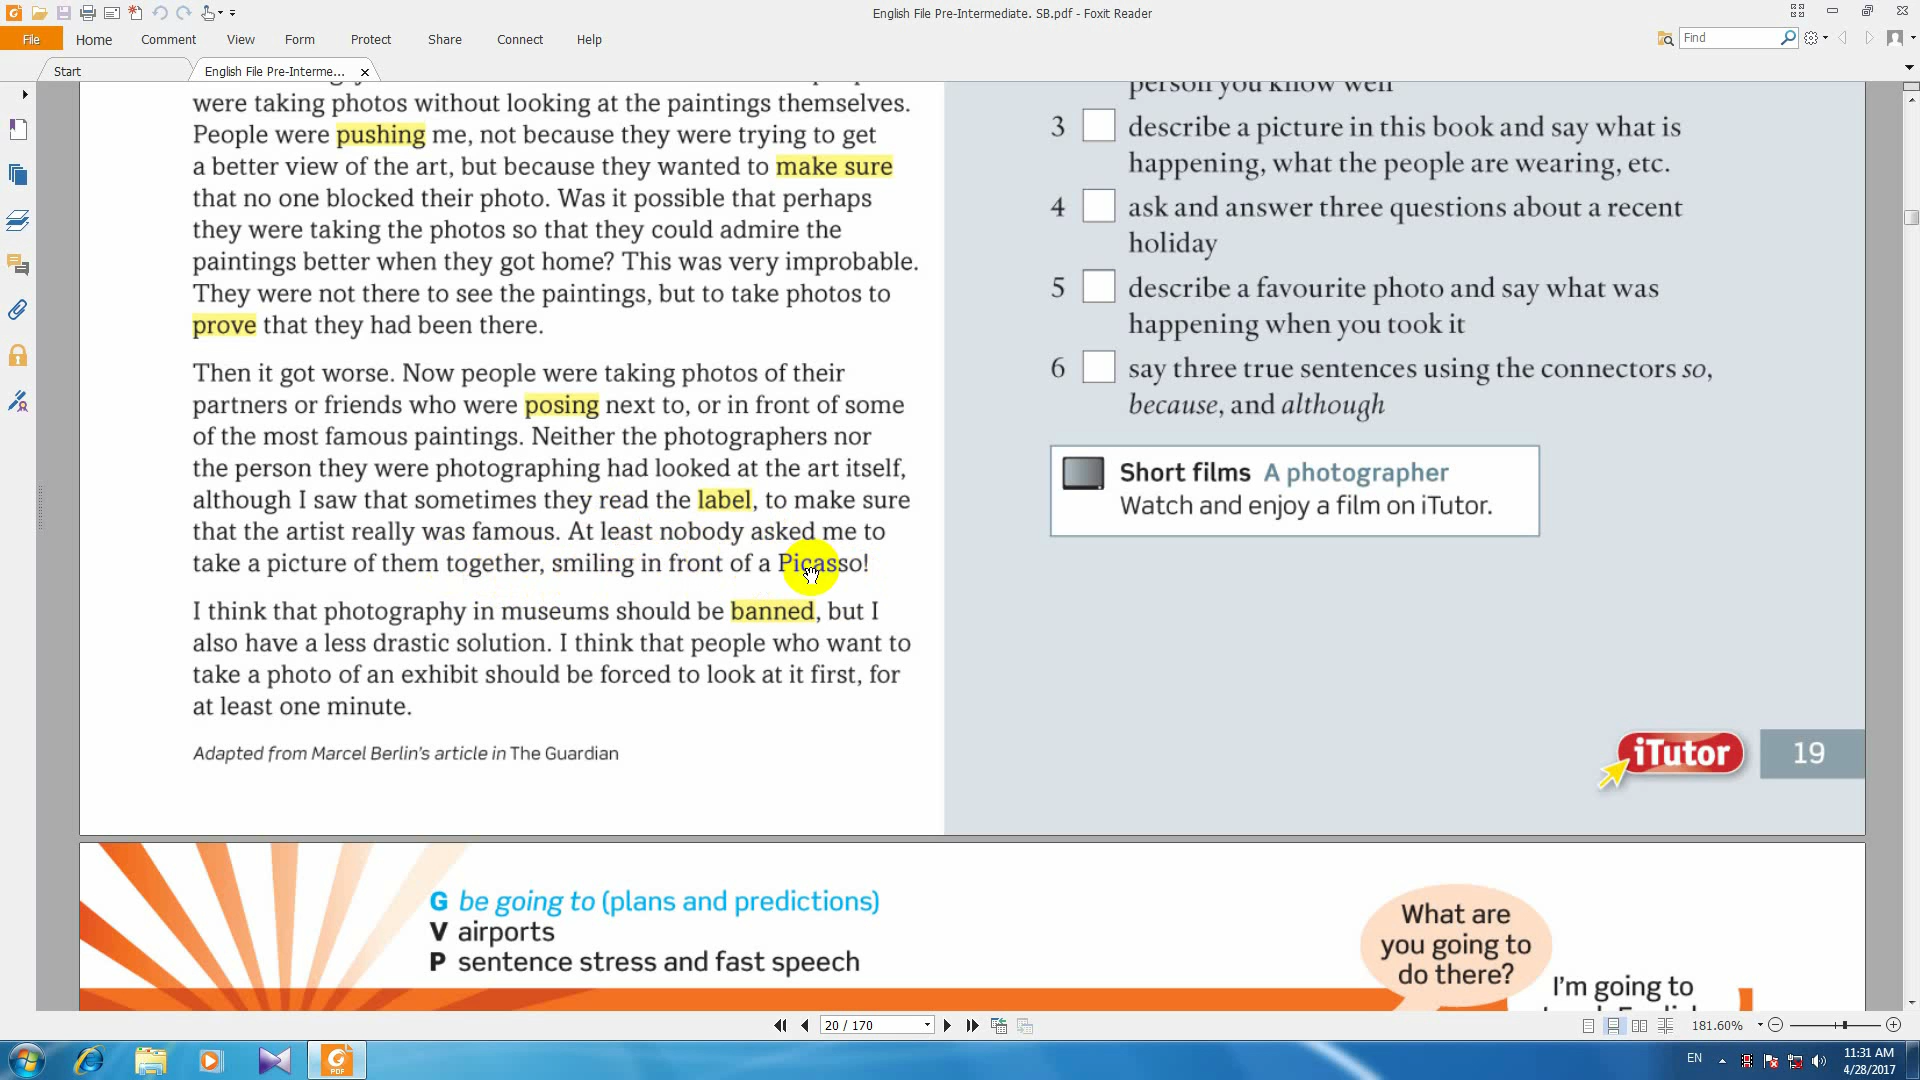 English File Pre-Intermediate. SB.pdf - Foxit Reader
File Home Comment View Form Protect Share Connect Help
Find
Start
English File Pre-Interme...
were taking photos without looking at the paintings themselves.
People were pushing me, not because they were trying to get
a better view of the art, but because they wanted to make sure
that no one blocked their photo. Was it possible that perhaps
they were taking the photos so that they could admire the
paintings better when they got home? This was very improbable.
They were not there to see the paintings, but to take photos to
prove that they had been there.
Then it got worse. Now people were taking photos of their
partners or friends who were posing next to, or in front of some
of the most famous paintings. Neither the photographers nor
the person they were photographing had looked at the art itself,
although I saw that sometimes they read the label, to make sure
that the artist really was famous. At least nobody asked me to
take a picture of them together, smiling in front of a Picasso!
I think that photography in museums should be banned, but I
also have a less drastic solution. I think that people who want to
take a photo of an exhibit should be forced to look at it first, for
at least one minute.
Adapted from Marcel Berlin's article in The Guardian
person you know well
3 describe a picture in this book and say what is
happening, what the people are wearing, etc.
4 ask and answer three questions about a recent
holiday
5 describe a favourite photo and say what was
happening when you took it
6 say three true sentences using the connectors so,
because, and although
Short films A photographer
Watch and enjoy a film on iTutor.
iTutor
19
G be going to (plans and predictions)
V airports
P sentence stress and fast speech
What are
you going to
do there?
I'm going to
20 / 170
181.60%
EN
11:31 AM
4/28/2017